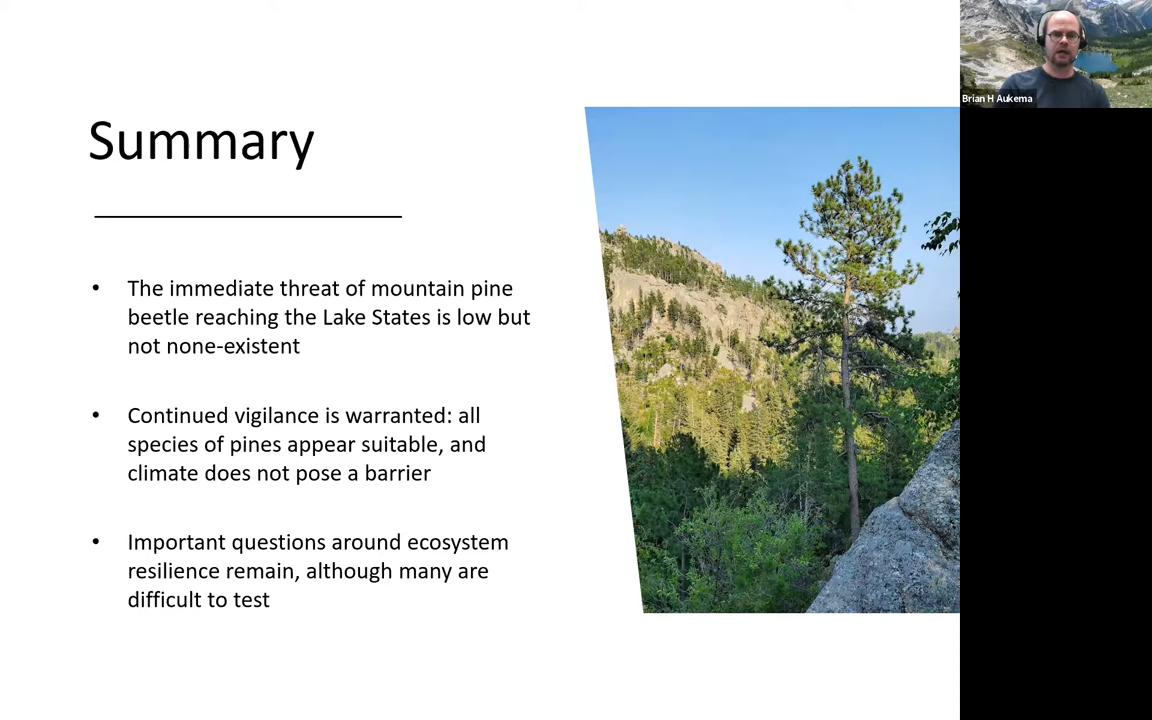 Brian H Aukema
Summary
• The immediate threat of mountain pine
beetle reaching the Lake States is low but
not none-existent
• Continued vigilance is warranted: all
species of pines appear suitable, and
climate does not pose a barrier
• Important questions around ecosystem
resilience remain, although many are
difficult to test